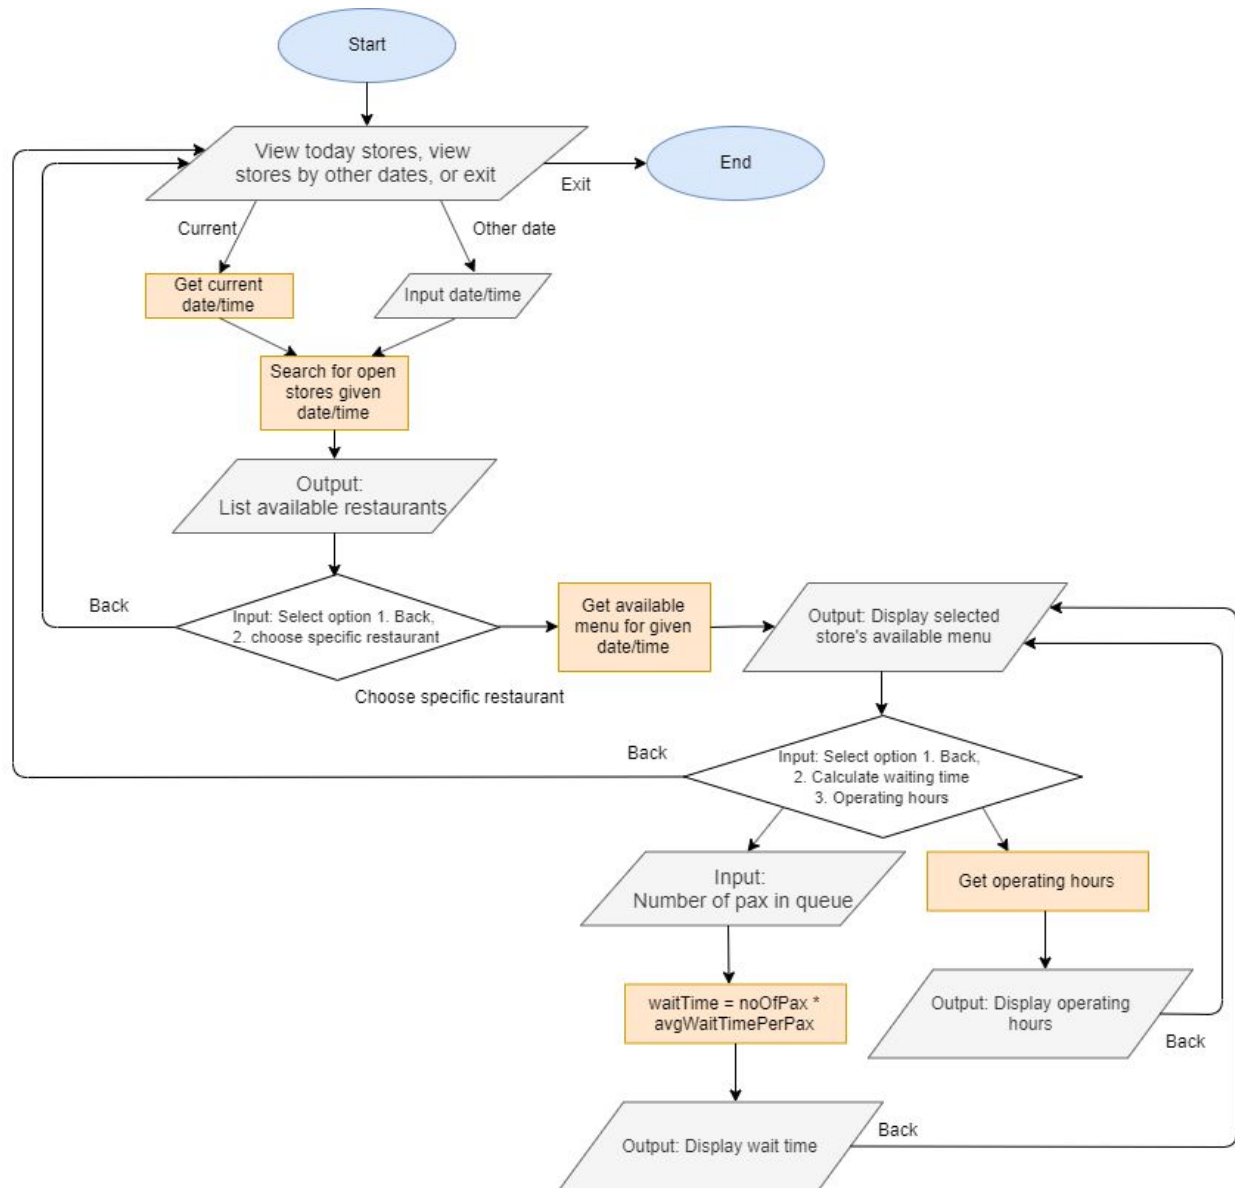 Start
View today stores, view
stores by other dates, or exit
Exit
End
Current
Other date
Get current
date/time
Input date/time
Search for open
stores given
date/time
Output:
List available restaurants
Back
Input: Select option 1. Back,
2. choose specific restaurant
Choose specific restaurant
Get available
menu for given
date/time
Output: Display selected
store's available menu
Back
Input: Select option 1. Back,
2. Calculate waiting time
3. Operating hours
Input:
Number of pax in queue
Get operating hours
waitTime = noOfPax *
avgWaitTimePerPax
Output: Display operating
hours
Back
Output: Display wait time
Back